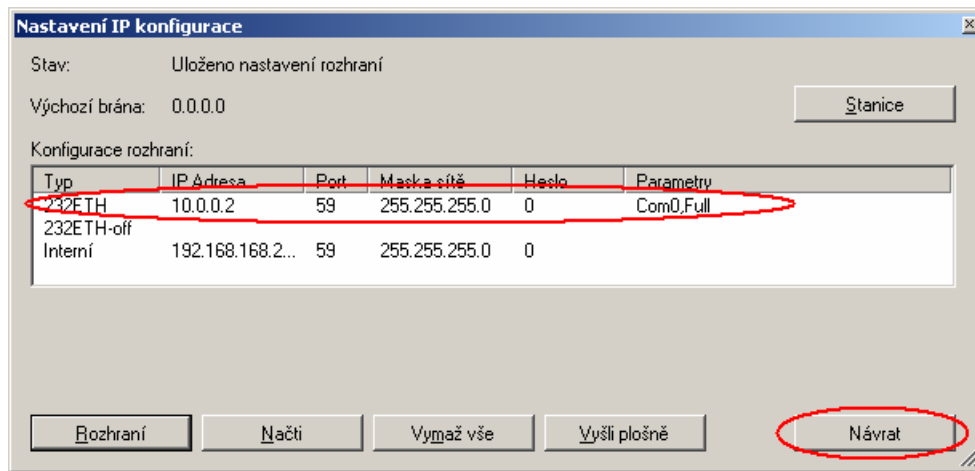 Nastavení IP konfigurace
Stav: Uloženo nastavení rozhraní
Výchozí brána: 0.0.0.0
Stanice
Konfigurace rozhraní:
Typ IP Adresa Port Maska sítě Heslo Parametry
232ETH 10.0.0.2 59 255.255.255.0 0 Com0,Full
232ETH-off
Interní 192.168.168.2... 59 255.255.255.0 0
Rozhraní Načti Vymaž vše Vyšli plošně Návrat